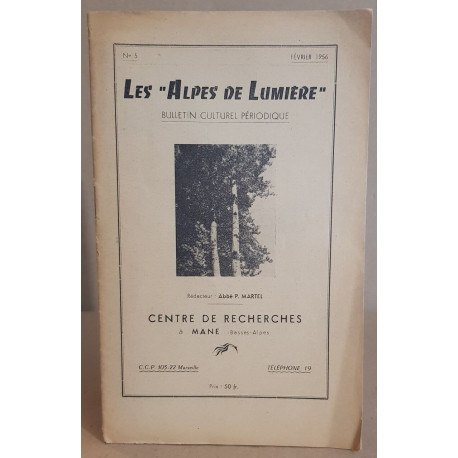 N° 5 FÉVRIER 1956
LES "ALPES DE LUMIÈRE"
BULLETIN CULTUREL PÉRIODIQUE
Rédacteur : Abbé P. MARTEL
CENTRE DE RECHERCHES
à MANE (Basses-Alpes)
C.C.P. 305-77 Marseille TÉLÉPHONE 19
Prix : 50 fr.